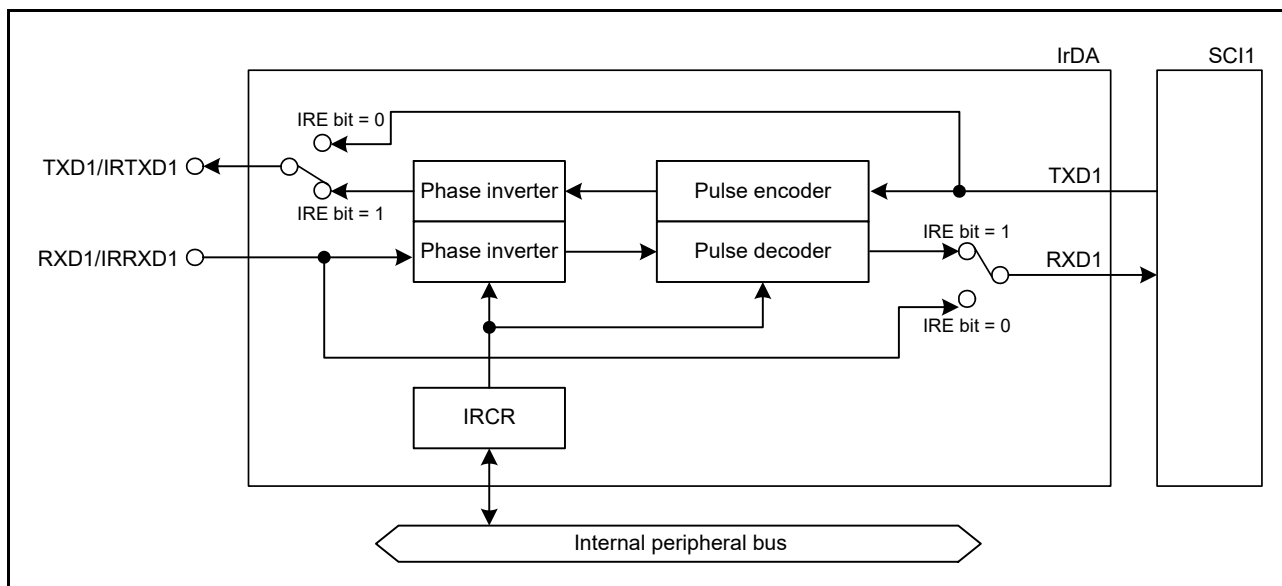 IrDA
SCI1
IRE bit = 0
TXD1/IRTXD1
Phase inverter
Pulse encoder
TXD1
IRE bit = 1
RXD1/IRRXD1
Phase inverter
Pulse decoder
IRE bit = 1
RXD1
IRE bit = 0
IRCR
Internal peripheral bus